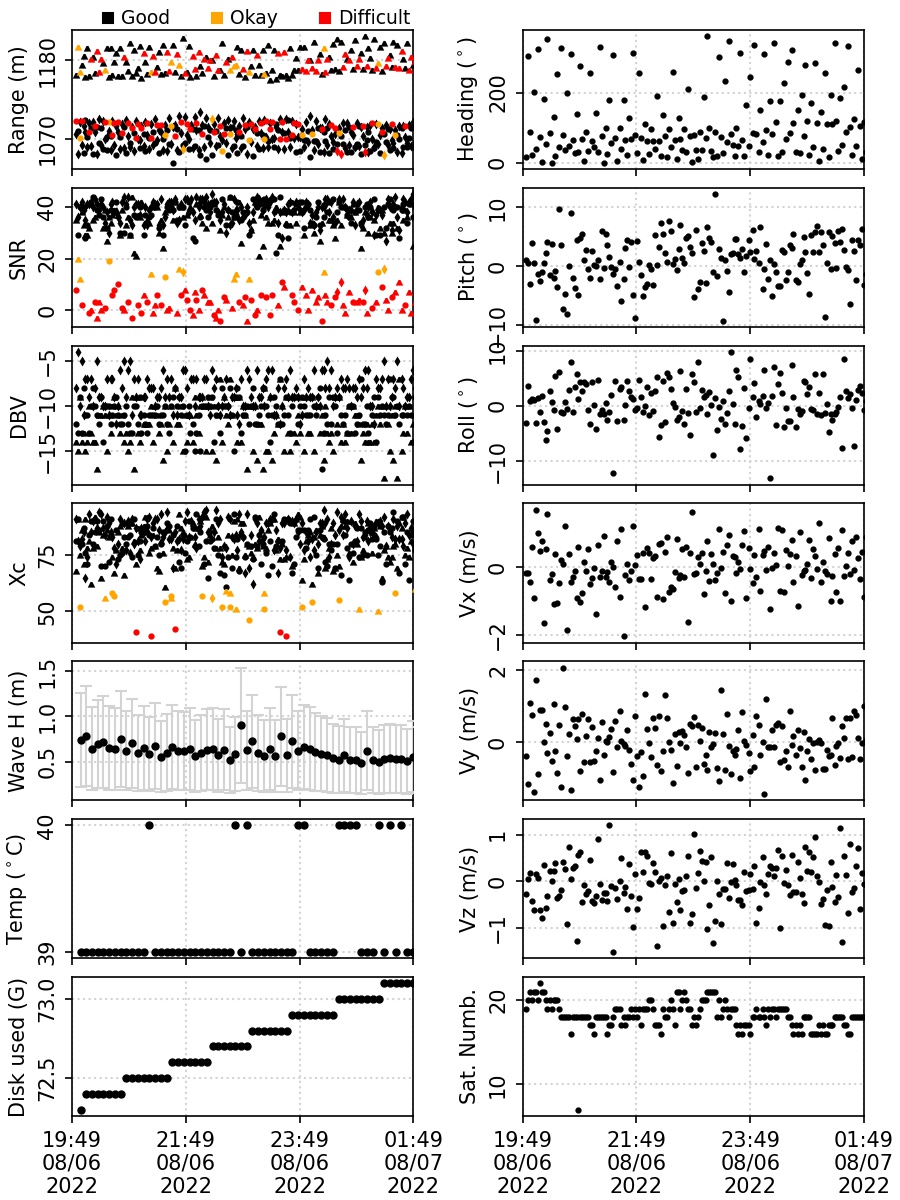 Good Okay Difficult
Range (m)
1180
1070
Heading (°)
200
0
SNR
40
20
0
Pitch (°)
10
0
−10
DBV
−5
−10
−15
Roll (°)
10
0
−10
Xc
75
50
Vx (m/s)
0
−2
Wave H (m)
1.5
1.0
0.5
Vy (m/s)
2
0
Temp (°C)
40
39
Vz (m/s)
1
0
−1
Disk used (G)
73.0
72.5
Sat. Numb.
20
10
19:49 21:49 23:49 01:49
08/06 08/06 08/06 08/07
2022 2022 2022 2022
19:49 21:49 23:49 01:49
08/06 08/06 08/06 08/07
2022 2022 2022 2022